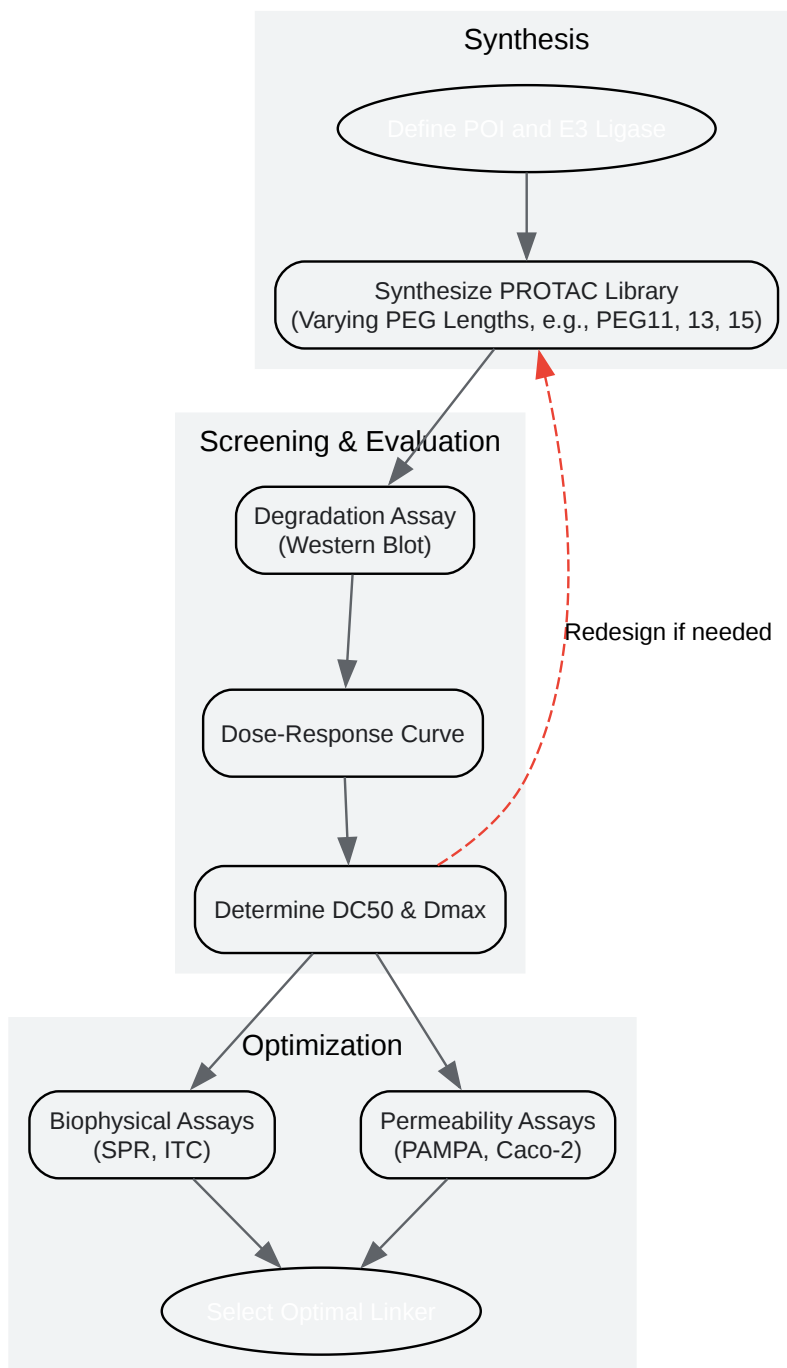 Synthesis
Define POI and E3 Ligase
Synthesize PROTAC Library
(Varying PEG Lengths, e.g., PEG11, 13, 15)
Screening & Evaluation
Degradation Assay
(Western Blot)
Redesign if needed
Dose-Response Curve
Determine DC50 & Dmax
Optimization
Biophysical Assays
(SPR, ITC)
Permeability Assays
(PAMPA, Caco-2)
Select Optimal Linker